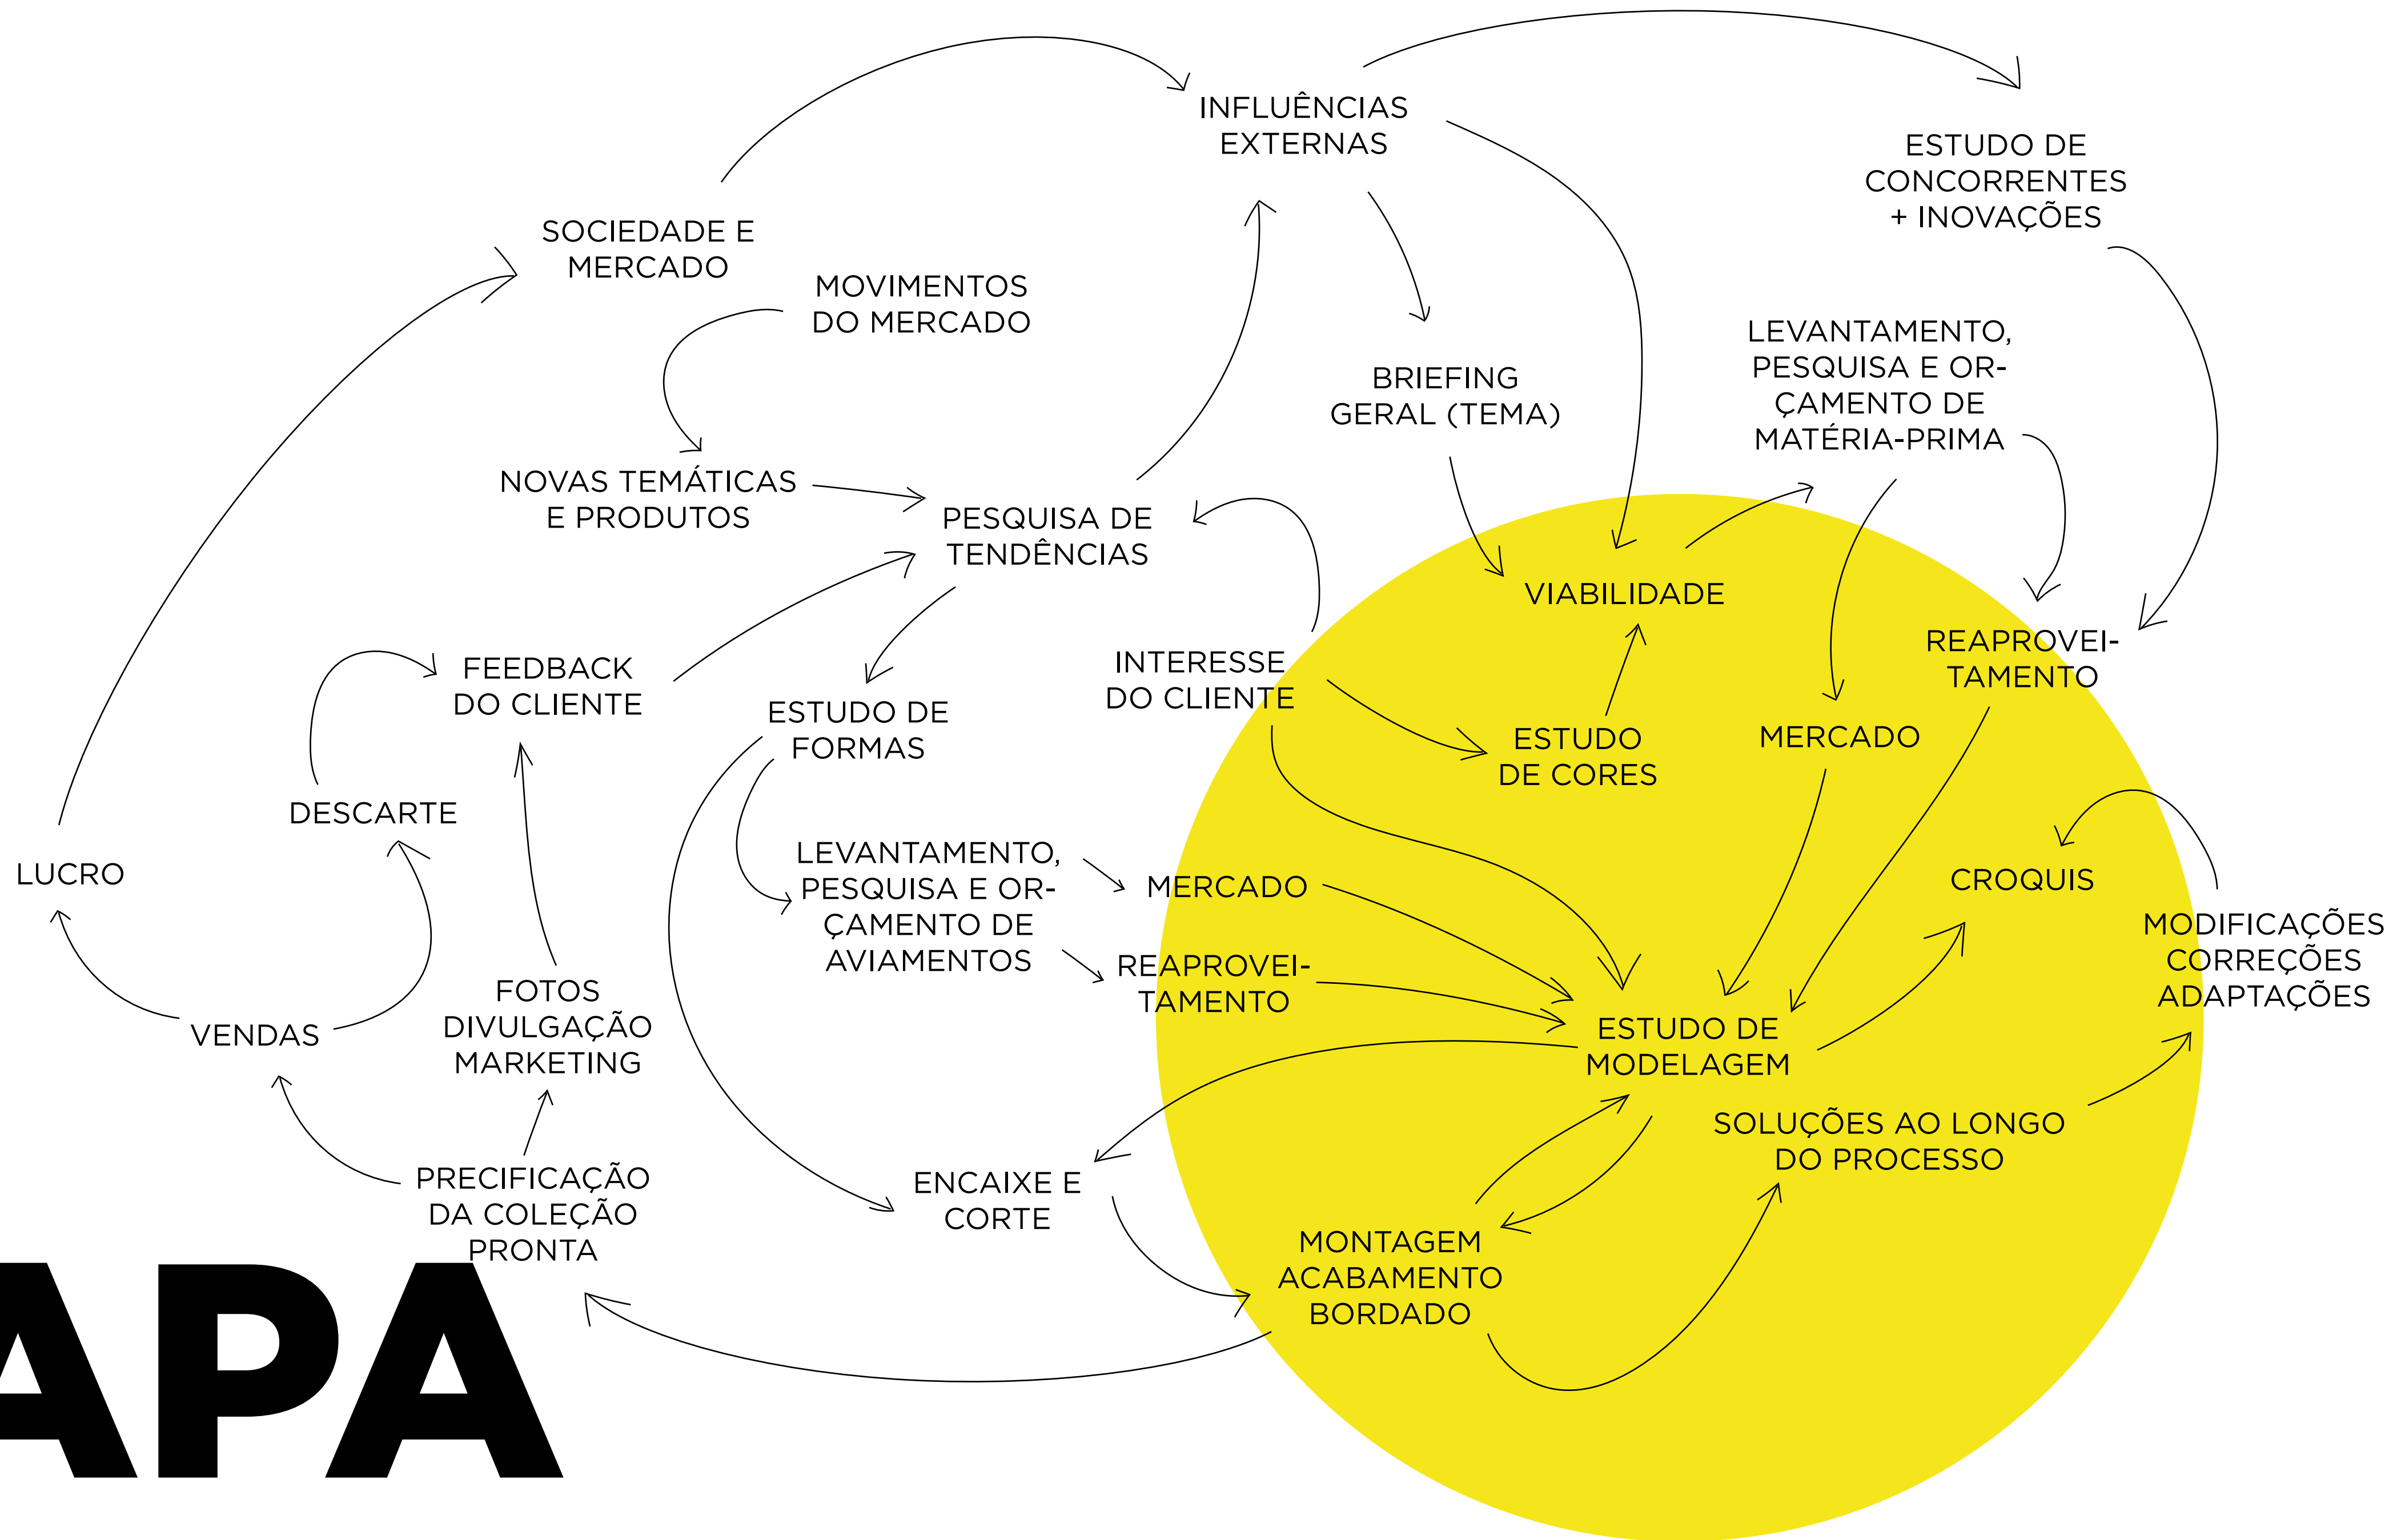 INFLUÊNCIAS
EXTERNAS
ESTUDO DE
CONCORRENTES
+ INOVAÇÕES
SOCIEDADE E
MERCADO
MOVIMENTOS
DO MERCADO
LEVANTAMENTO,
PESQUISA E OR-
ÇAMENTO DE
MATÉRIA-PRIMA
BRIEFING
GERAL (TEMA)
NOVAS TEMÁTICAS
E PRODUTOS
PESQUISA DE
TENDÊNCIAS
VIABILIDADE
REAPROVEI-
TAMENTO
INTERESSE
DO CLIENTE
FEEDBACK
DO CLIENTE
ESTUDO DE
FORMAS
ESTUDO
DE CORES
MERCADO
DESCARTE
LUCRO
LEVANTAMENTO,
PESQUISA E OR-
ÇAMENTO DE
AVIAMENTOS
MERCADO
REAPROVEI-
TAMENTO
CROQUIS
MODIFICAÇÕES
CORREÇÕES
ADAPTAÇÕES
VENDAS
FOTOS
DIVULGAÇÃO
MARKETING
ESTUDO DE
MODELAGEM
SOLUÇÕES AO LONGO
DO PROCESSO
PRECIFICAÇÃO
DA COLEÇÃO
PRONTA
ENCAIXE E
CORTE
MONTAGEM
ACABAMENTO
BORDADO
APA